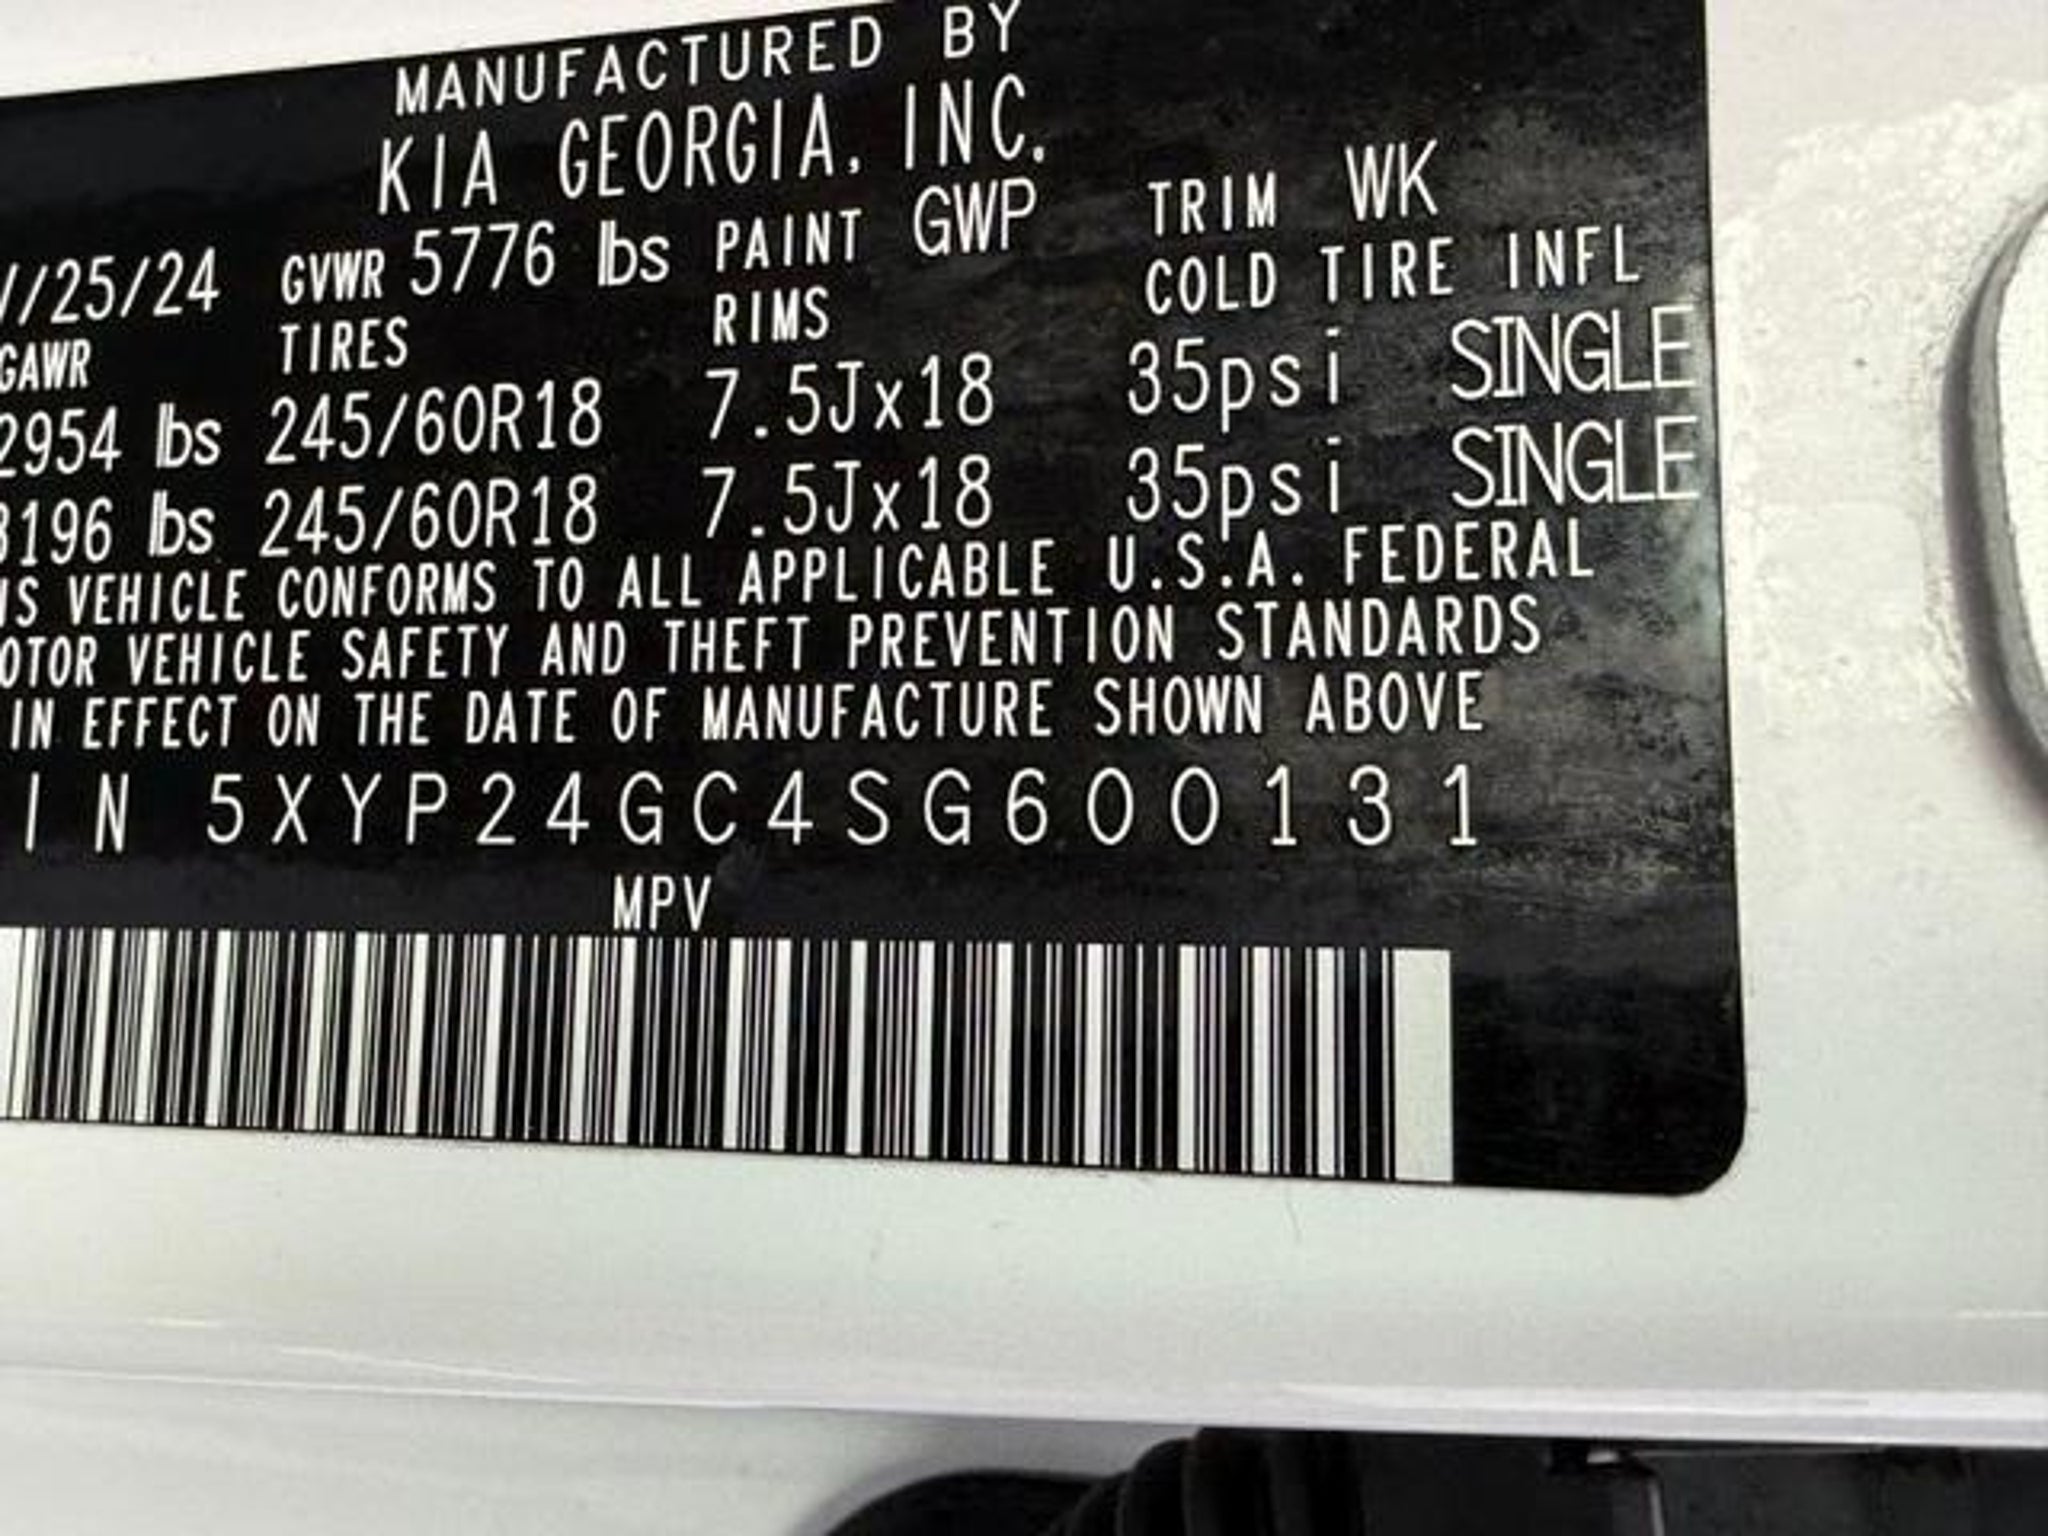 MANUFACTURED BY
KIA GEORGIA, INC.
/25/24 GVWR 5776 lbs PAINT GWP TRIM WK
GAWR TIRES RIMS COLD TIRE INFL
2954 lbs 245/60R18 7.5Jx18 35psi SINGLE
3196 lbs 245/60R18 7.5Jx18 35psi SINGLE
IS VEHICLE CONFORMS TO ALL APPLICABLE U.S.A. FEDERAL
OTOR VEHICLE SAFETY AND THEFT PREVENTION STANDARDS
IN EFFECT ON THE DATE OF MANUFACTURE SHOWN ABOVE
IN 5XYP24GC4SG600131
MPV